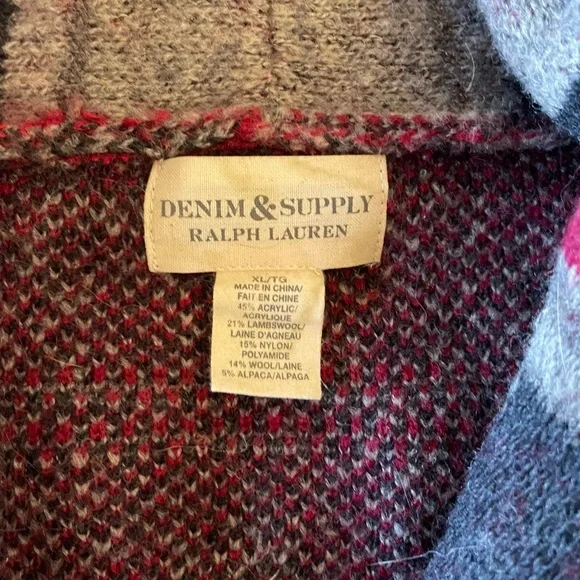 DENIM & SUPPLY
RALPH LAUREN
XL/TG
MADE IN CHINA/
FAIT EN CHINE
45% ACRYLIC/
ACRYLIQUE
21% LAMBSWOOL/
LAINE D'AGNEAU
15% NYLON/
POLYAMIDE
14% WOOL/LAINE
5% ALPACA/ALPAGA